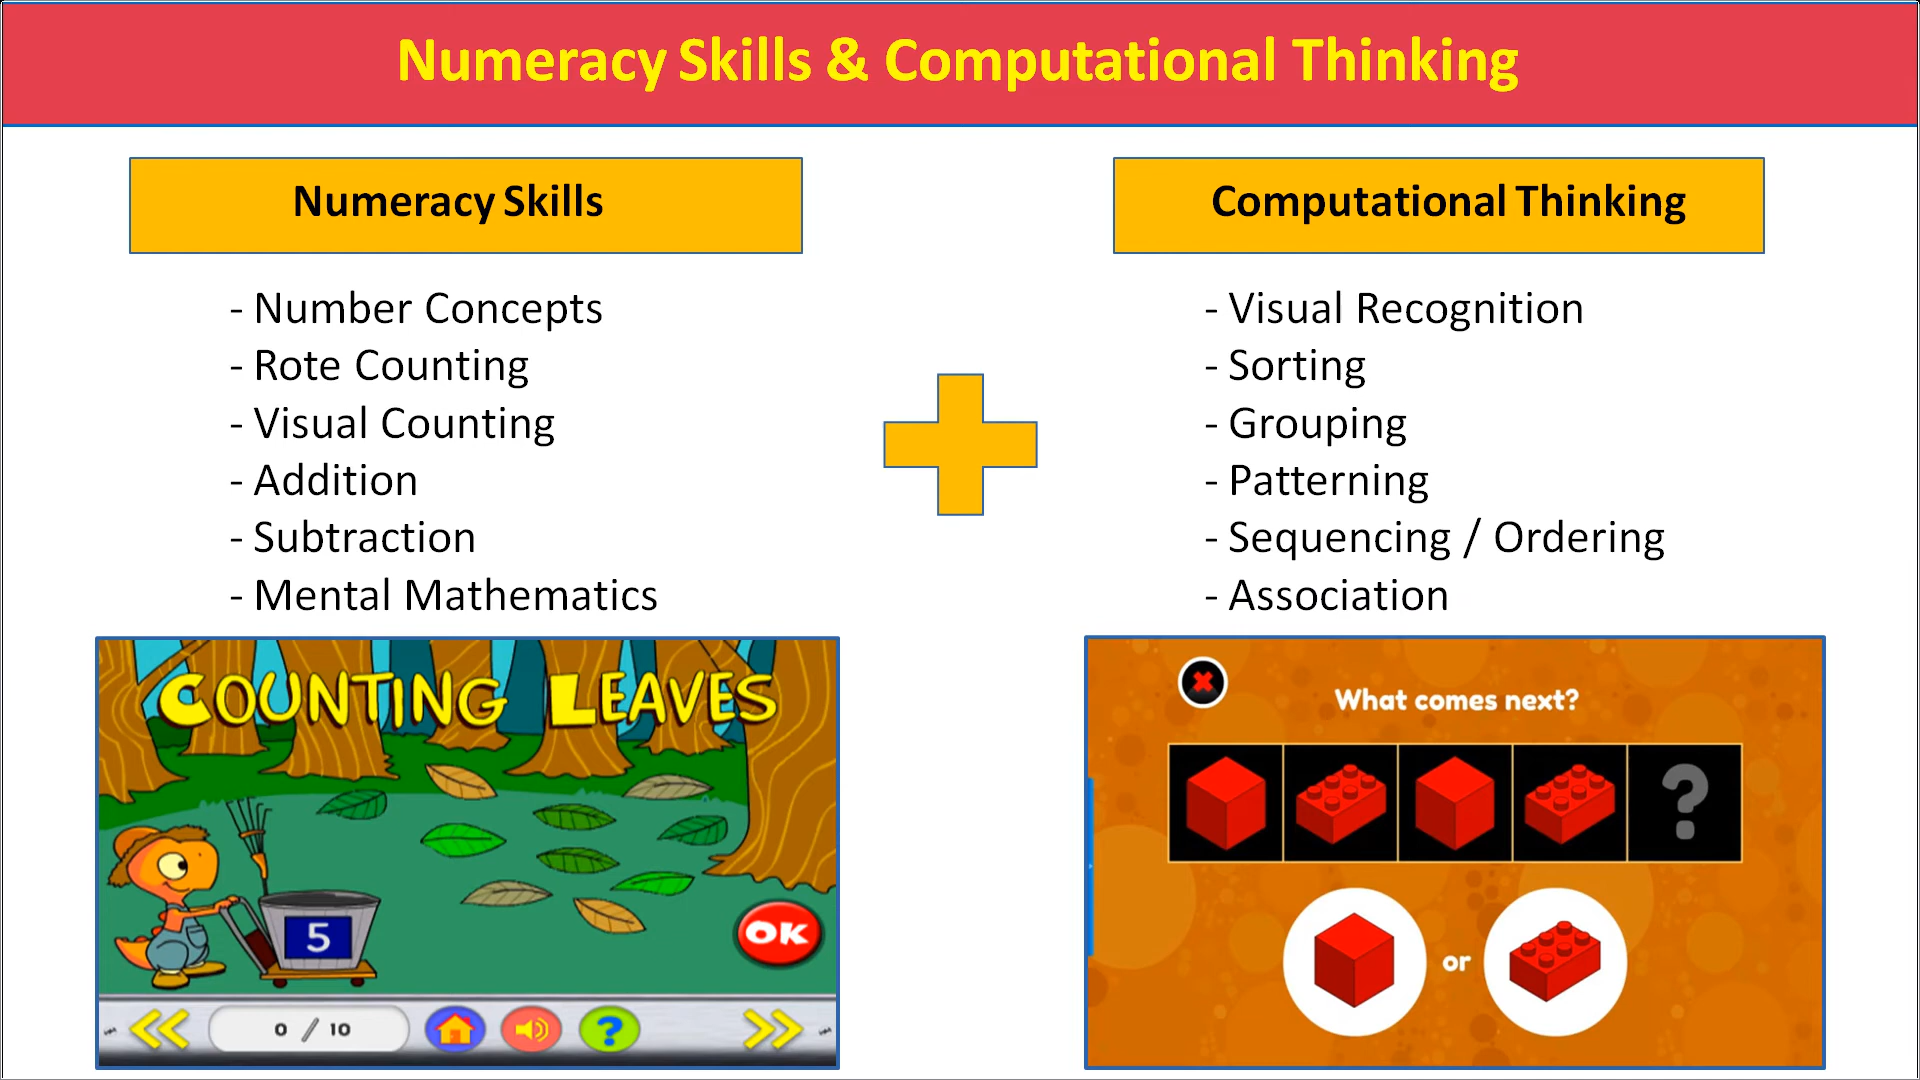 Numeracy Skills & Computational Thinking
Numeracy Skills
- Number Concepts
- Rote Counting
- Visual Counting
- Addition
- Subtraction
- Mental Mathematics
Computational Thinking
- Visual Recognition
- Sorting
- Grouping
- Patterning
- Sequencing / Ordering
- Association
COUNTING LEAVES
5
OK
0 / 10
?
What comes next?
?
or